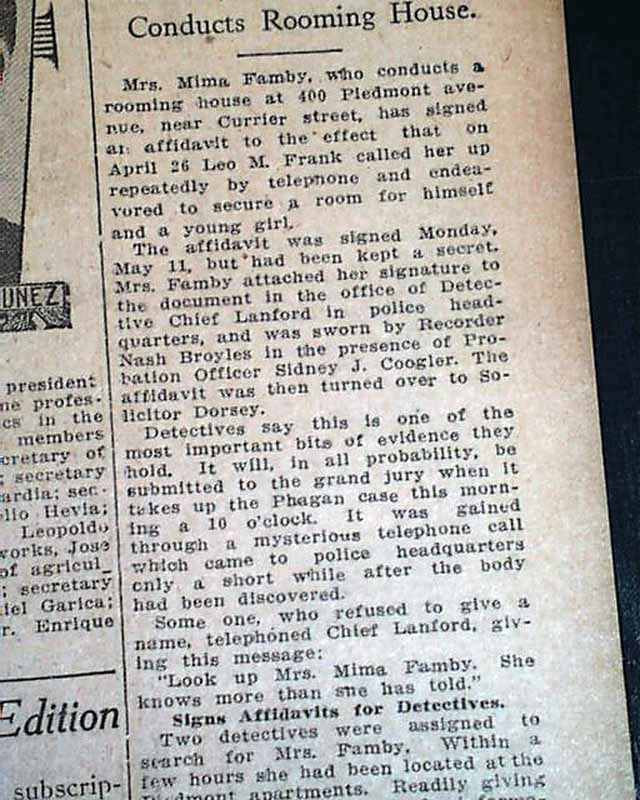 Conducts Rooming House.
Mrs. Mima Famby, who conducts a
rooming house at 400 Piedmont ave-
nue, near Currier street, has signed
an affidavit to the effect that on
April 26 Leo M. Frank called her up
repeatedly by telephone and endea-
vored to secure a room for himself
and a young girl.
The affidavit was signed Monday,
May 11, but had been kept a secret.
Mrs. Famby attached her signature to
the document in the office of Detec-
tive Chief Lanford in police head-
quarters, and was sworn by Recorder
Nash Broyles in the presence of Pro-
bation Officer Sidney J. Coogler. The
affidavit was then turned over to So-
licitor Dorsey.
Detectives say this is one of the
most important bits of evidence they
hold. It will, in all probability, be
submitted to the grand jury when it
takes up the Phagan case this morn-
ing a 10 o'clock. It was gained
through a mysterious telephone call
which came to police headquarters
only a short while after the body
had been discovered.
Some one, who refused to give a
name, telephoned Chief Lanford, giv-
ing this message:
"Look up Mrs. Mima Famby. She
knows more than she has told."
Signs Affidavits for Detectives.
Two detectives were assigned to
search for Mrs. Famby. Within a
few hours she had been located at the
Piedmont apartments. Readily giving
UNEZ
president
ne profes-
cs in the
members
cretary of
; secretary
ardia; sec-
lio Hevia;
Leopoldo
works, Jose
of agricul_
; secretary
iel Garica;
r. Enrique
Edition
subscrip-